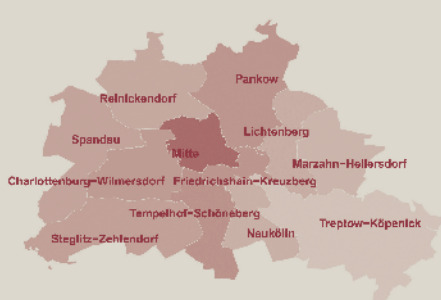 Pankow
Reinickendorf
Lichtenberg
Spandau
Mitte
Marzahn-Hellersdorf
Charlottenburg-Wilmersdorf
Friedrichshain-Kreuzberg
Tempelhof-Schöneberg
Treptow-Köpenick
Neukölln
Steglitz-Zehlendorf